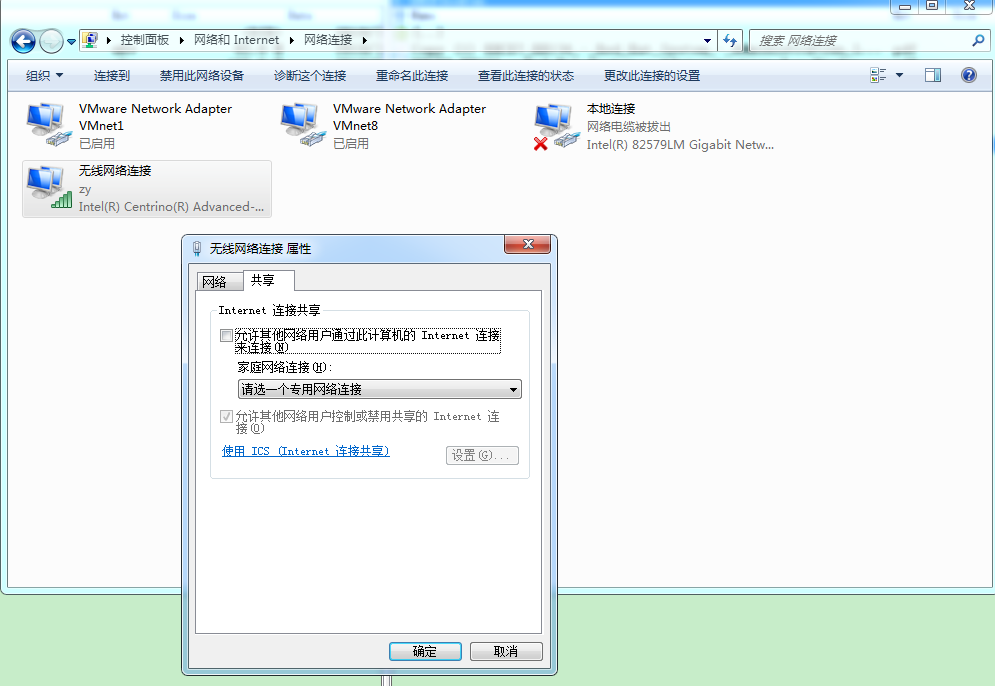 控制面板 ▸ 网络和 Internet ▸ 网络连接 ▸
搜索 网络连接
组织 连接到 禁用此网络设备 诊断这个连接 重命名此连接 查看此连接的状态 更改此连接的设置
VMware Network Adapter
VMnet1
已启用
VMware Network Adapter
VMnet8
已启用
本地连接
网络电缆被拔出
Intel(R) 82579LM Gigabit Netw...
无线网络连接
zy
Intel(R) Centrino(R) Advanced-...
无线网络连接 属性
网络 共享
Internet 连接共享
允许其他网络用户通过此计算机的 Internet 连接
来连接(N)
家庭网络连接(H):
请选一个专用网络连接
允许其他网络用户控制或禁用共享的 Internet 连
接(O)
使用 ICS (Internet 连接共享)
设置(G)...
确定 取消